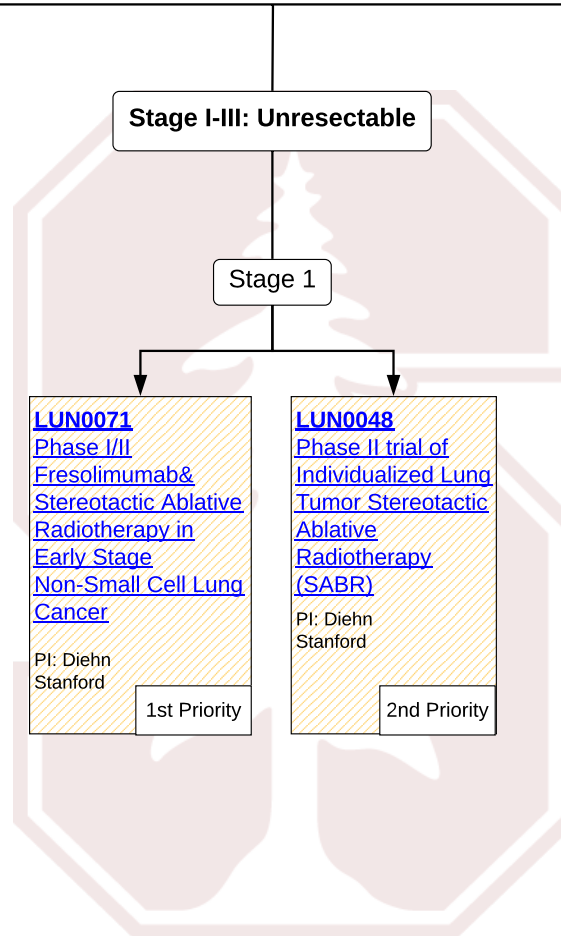 Stage I-III: Unresectable
Stage 1
LUN0071
Phase I/II
Fresolimumab&
Stereotactic Ablative
Radiotherapy in
Early Stage
Non-Small Cell Lung
Cancer
PI: Diehn
Stanford
1st Priority
LUN0048
Phase II trial of
Individualized Lung
Tumor Stereotactic
Ablative
Radiotherapy
(SABR)
PI: Diehn
Stanford
2nd Priority